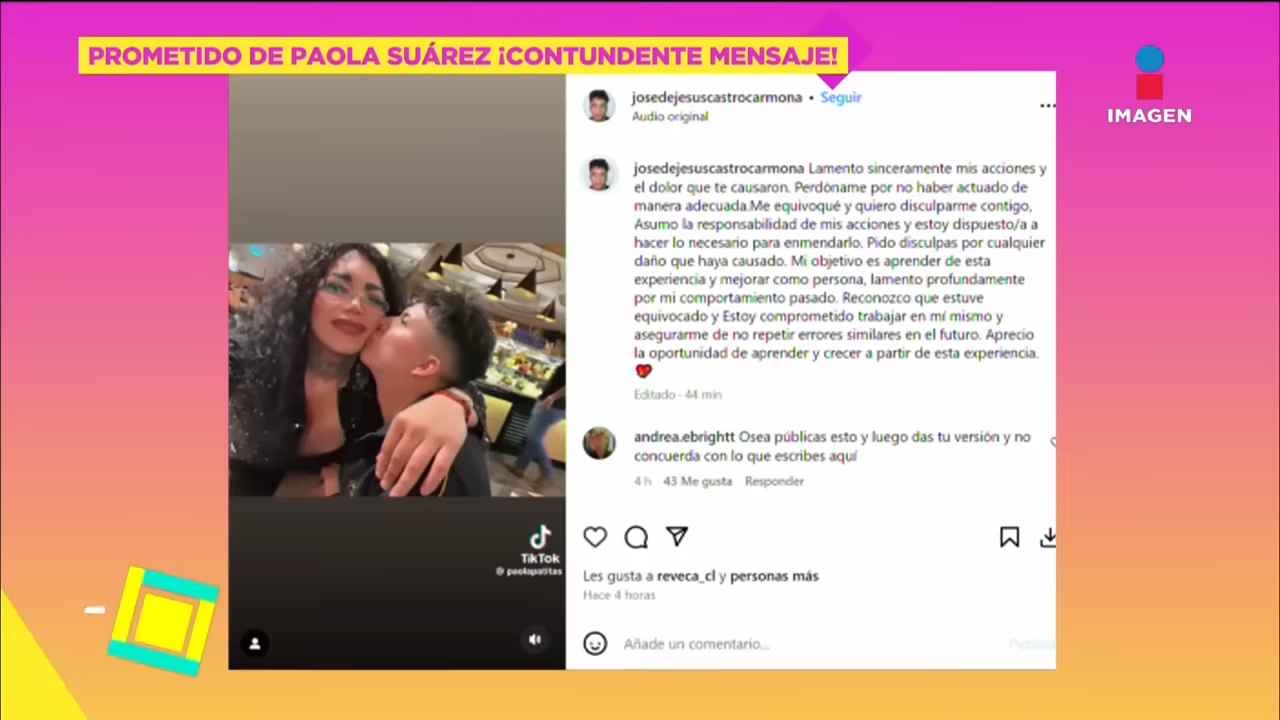 PROMETIDO DE PAOLA SUÁREZ ¡CONTUNDENTE MENSAJE!
IMAGEN
josedejesuscastrocarmona • Seguir
Audio original
josedejesuscastrocarmona Lamento sinceramente mis acciones y
el dolor que te causaron. Perdóname por no haber actuado de
manera adecuada.Me equivoqué y quiero disculparme contigo,
Asumo la responsabilidad de mis acciones y estoy dispuesto/a a
hacer lo necesario para enmendarlo. Pido disculpas por cualquier
daño que haya causado. Mi objetivo es aprender de esta
experiencia y mejorar como persona, lamento profundamente
por mi comportamiento pasado. Reconozco que estuve
equivocado y Estoy comprometido trabajar en mí mismo y
asegurarme de no repetir errores similares en el futuro. Aprecio
la oportunidad de aprender y crecer a partir de esta experiencia.
Editado · 44 min
andrea.ebrightt Osea públicas esto y luego das tu versión y no
concuerda con lo que escribes aquí
4 h 43 Me gusta Responder
TikTok
@ paolapatitas
Les gusta a reveca_cl y personas más
Hace 4 horas
Añade un comentario...